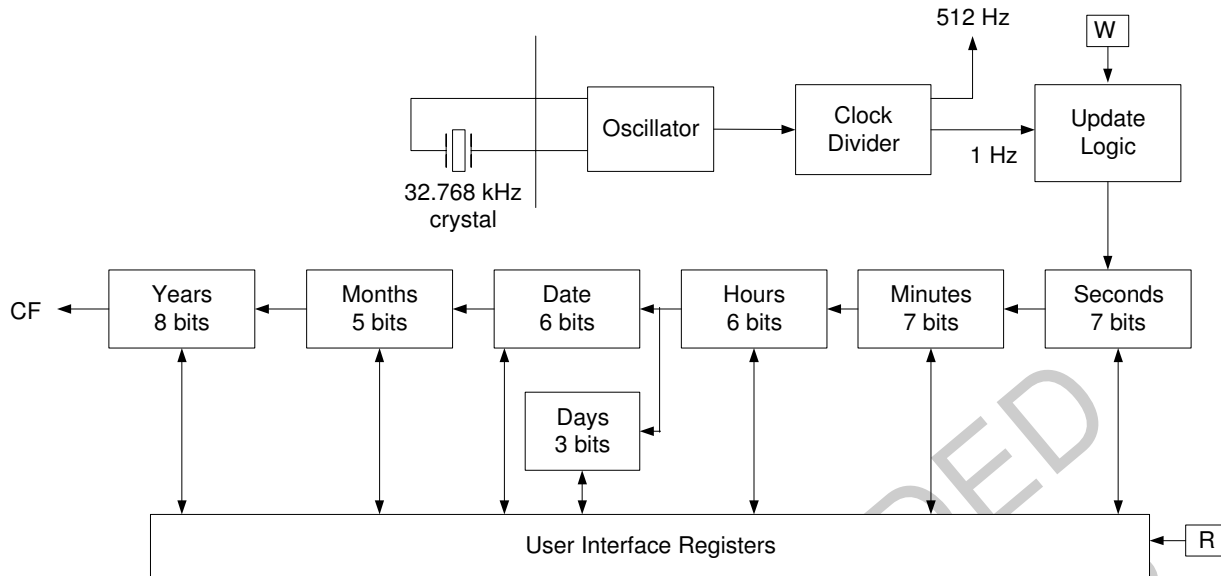 512 Hz
W
Oscillator
Clock
Divider
Update
Logic
1 Hz
32.768 kHz
crystal
CF
Years
8 bits
Months
5 bits
Date
6 bits
Hours
6 bits
Minutes
7 bits
Seconds
7 bits
Days
3 bits
User Interface Registers
R
DED